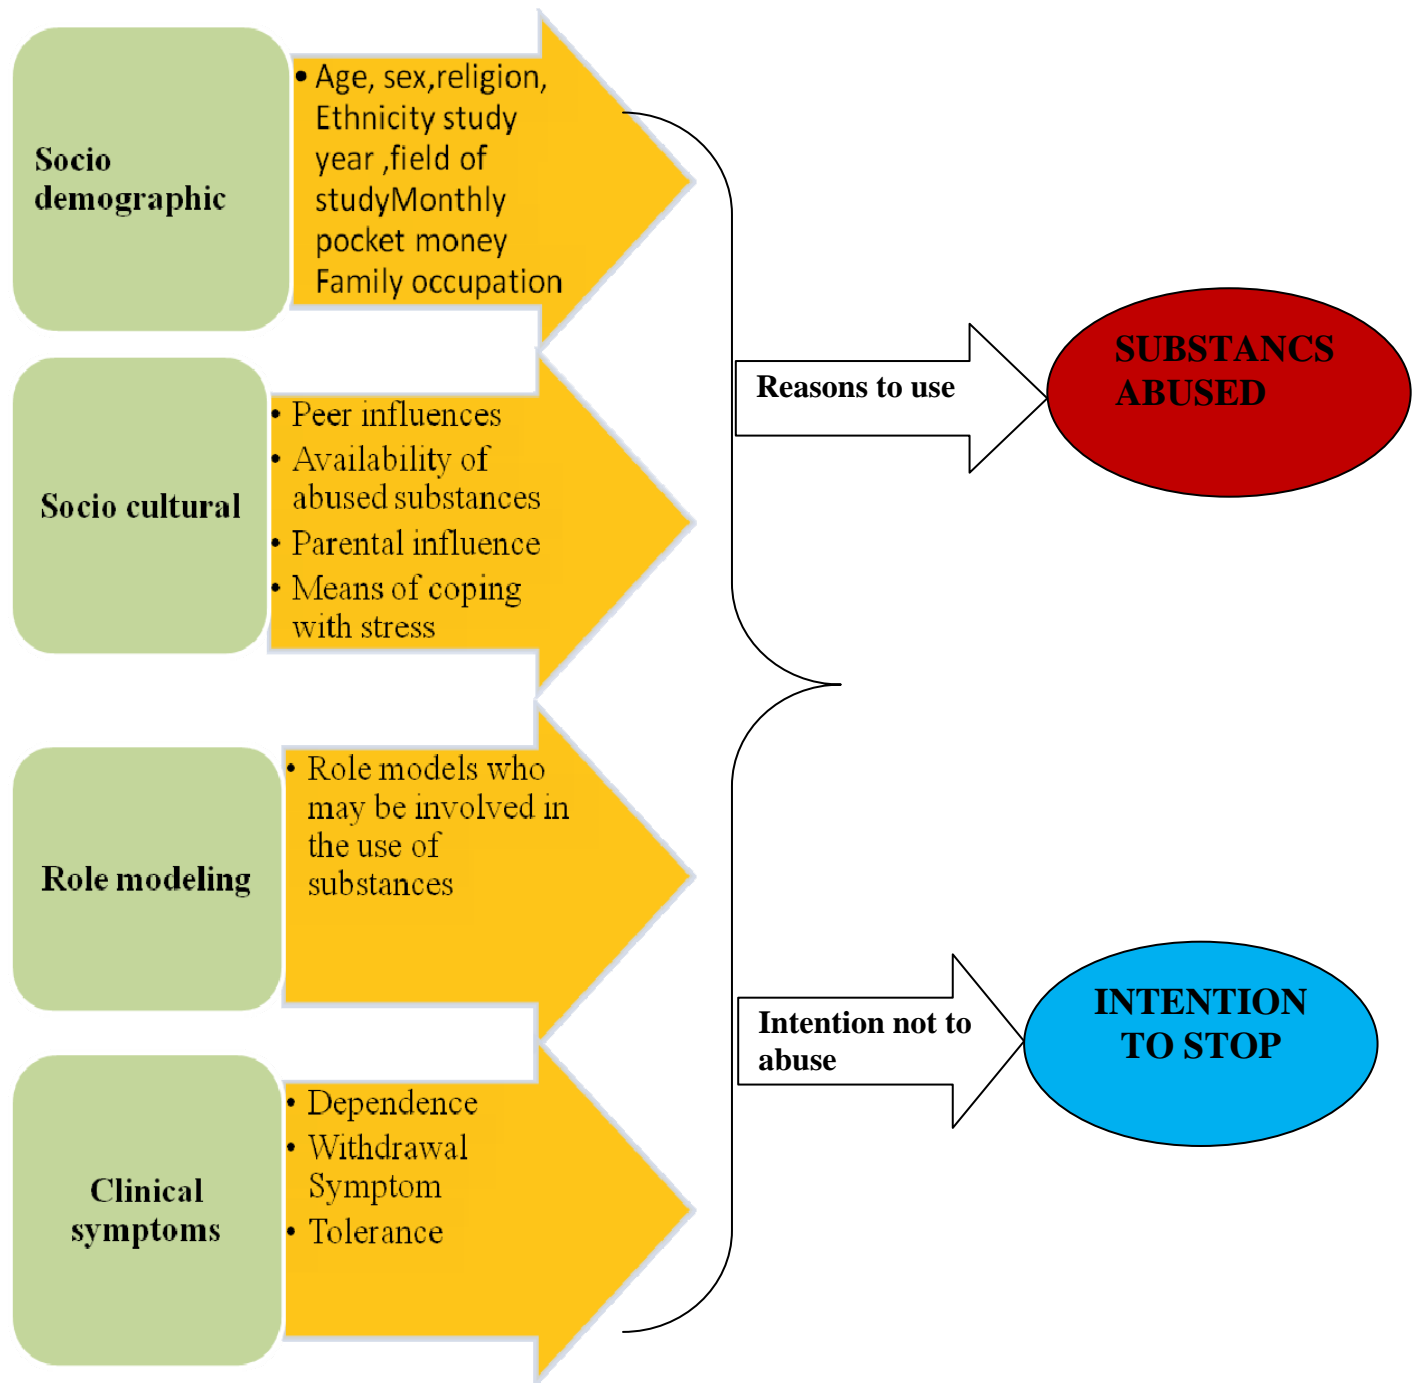 Socio
demographic
• Age, sex,religion,
Ethnicity study
year ,field of
studyMonthly
pocket money
Family occupation
Socio cultural
• Peer influences
• Availability of
abused substances
• Parental influence
• Means of coping
with stress
Role modeling
• Role models who
may be involved in
the use of
substances
Clinical
symptoms
• Dependence
• Withdrawal
Symptom
• Tolerance
Reasons to use
SUBSTANCS
ABUSED
Intention not to
abuse
INTENTION
TO STOP